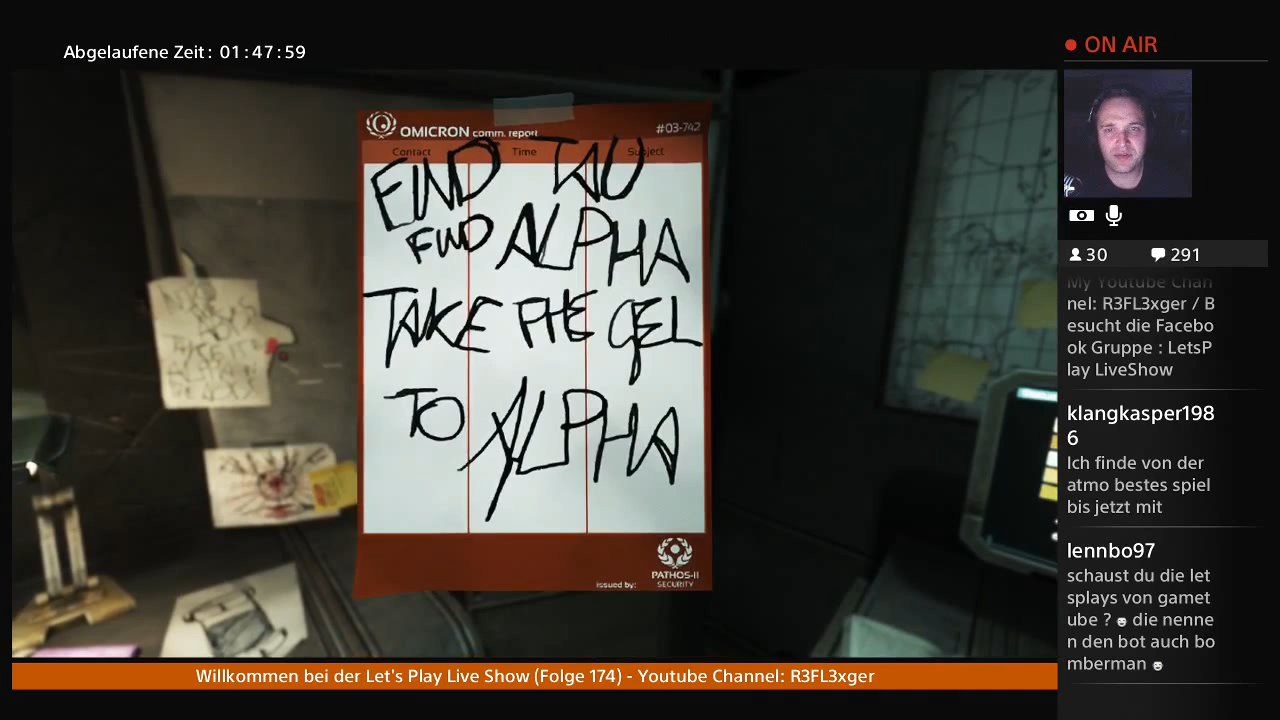 Abgelaufene Zeit: 01:47:59
ON AIR
30 291
My Youtube Chan
nel: R3FL3xger / B
esucht die Facebo
ok Gruppe : LetsP
lay LiveShow
klangkasper198
6
Ich finde von der
atmo bestes spiel
bis jetzt mit
lennbo97
schaust du die let
splays von gamet
ube ? die nenne
n den bot auch bo
mberman
OMICRON comm. report #03-742
Contact Time Subject
FIND TAU
FIND ALPHA
TAKE THE GEL
TO ALPHA
PATHOS-II
SECURITY
issued by:
Willkommen bei der Let's Play Live Show (Folge 174) - Youtube Channel: R3FL3xger